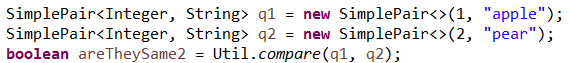 SimplePair<Integer, String> q1 = new SimplePair<>(1, "apple");
SimplePair<Integer, String> q2 = new SimplePair<>(2, "pear");
boolean areTheySame2 = Util.compare(q1, q2);